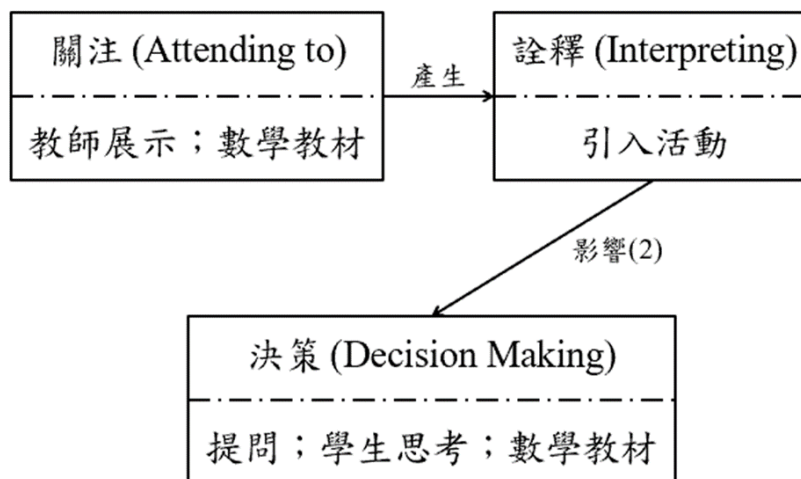 關注 (Attending to)
教師展示；數學教材
產生
詮釋 (Interpreting)
引入活動
影響(2)
決策 (Decision Making)
提問；學生思考；數學教材